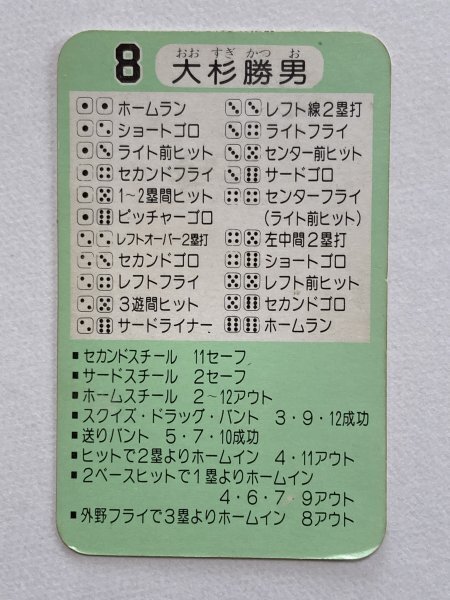 8
おお すぎ かつ お
大杉勝男
ホームラン
ショートゴロ
ライト前ヒット
セカンドフライ
1~2塁間ヒット
ピッチャーゴロ
レフトオーバー2塁打
セカンドゴロ
レフトフライ
3遊間ヒット
サードライナー
レフト線2塁打
ライトフライ
センター前ヒット
サードゴロ
センターフライ
(ライト前ヒット)
左中間2塁打
ショートゴロ
レフト前ヒット
セカンドゴロ
ホームラン
■セカンドスチール 11セーフ
■サードスチール 2セーフ
■ホームスチール 2~12アウト
■スクイズ・ドラッグ・バント 3・9・12成功
■送りバント 5・7・10成功
■ヒットで2塁よりホームイン 4・11アウト
■2ベースヒットで1塁よりホームイン
4・6・7・9アウト
■外野フライで3塁よりホームイン 8アウト